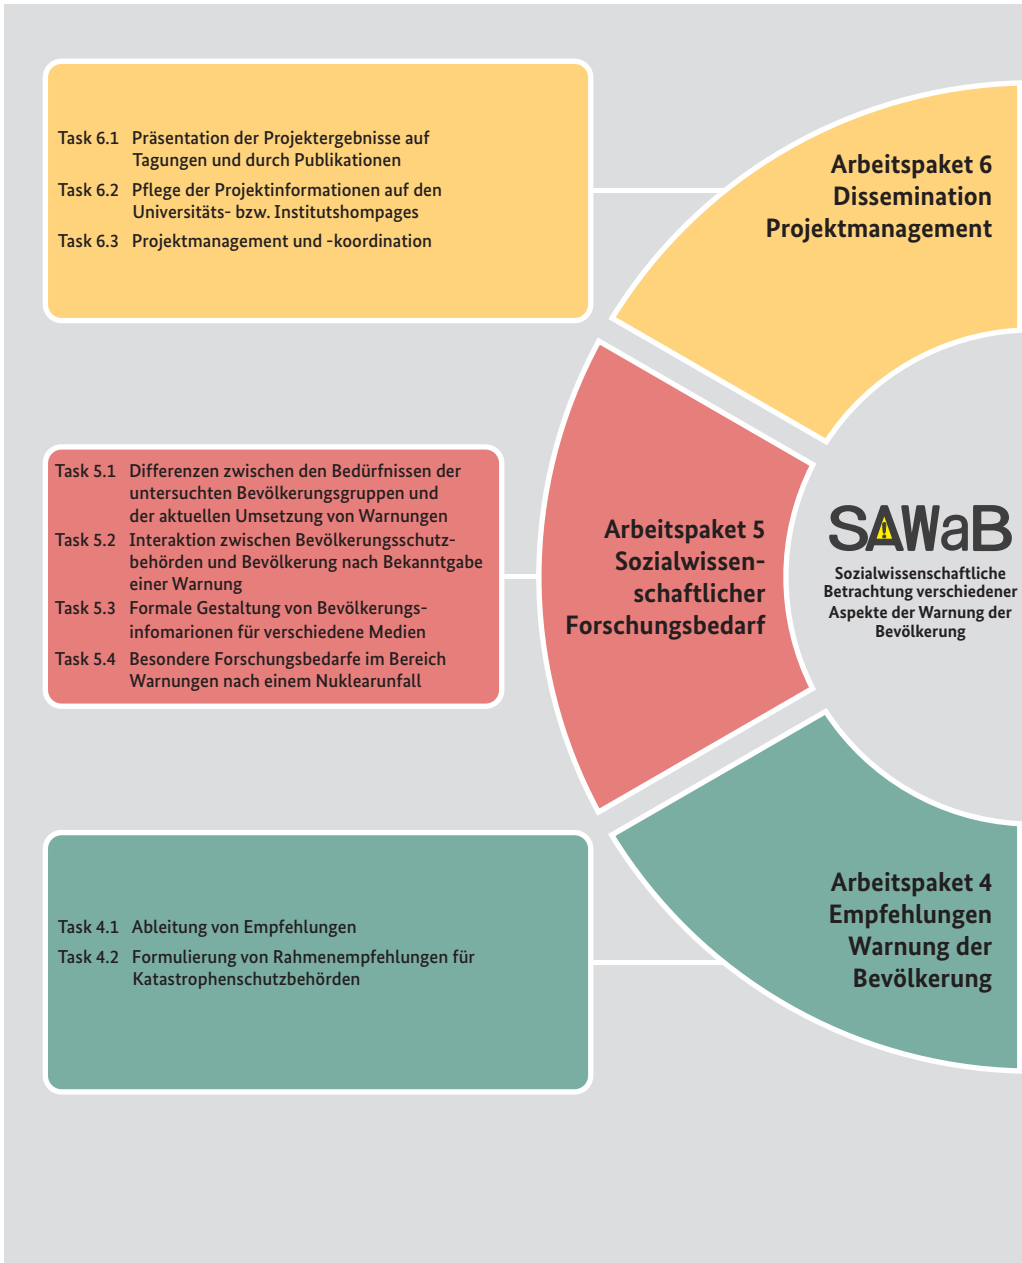 Task 6.1 Präsentation der Projektergebnisse auf
Tagungen und durch Publikationen
Task 6.2 Pflege der Projektinformationen auf den
Universitäts- bzw. Institutshompages
Task 6.3 Projektmanagement und -koordination
Arbeitspaket 6
Dissemination
Projektmanagement
Task 5.1 Differenzen zwischen den Bedürfnissen der
untersuchten Bevölkerungsgruppen und
der aktuellen Umsetzung von Warnungen
Task 5.2 Interaktion zwischen Bevölkerungsschutz-
behörden und Bevölkerung nach Bekanntgabe
einer Warnung
Task 5.3 Formale Gestaltung von Bevölkerungs-
infomarionen für verschiedene Medien
Task 5.4 Besondere Forschungsbedarfe im Bereich
Warnungen nach einem Nuklearunfall
Arbeitspaket 5
Sozialwissen-
schaftlicher
Forschungsbedarf
SAWaB
Sozialwissenschaftliche
Betrachtung verschiedener
Aspekte der Warnung der
Bevölkerung
Task 4.1 Ableitung von Empfehlungen
Task 4.2 Formulierung von Rahmenempfehlungen für
Katastrophenschutzbehörden
Arbeitspaket 4
Empfehlungen
Warnung der
Bevölkerung